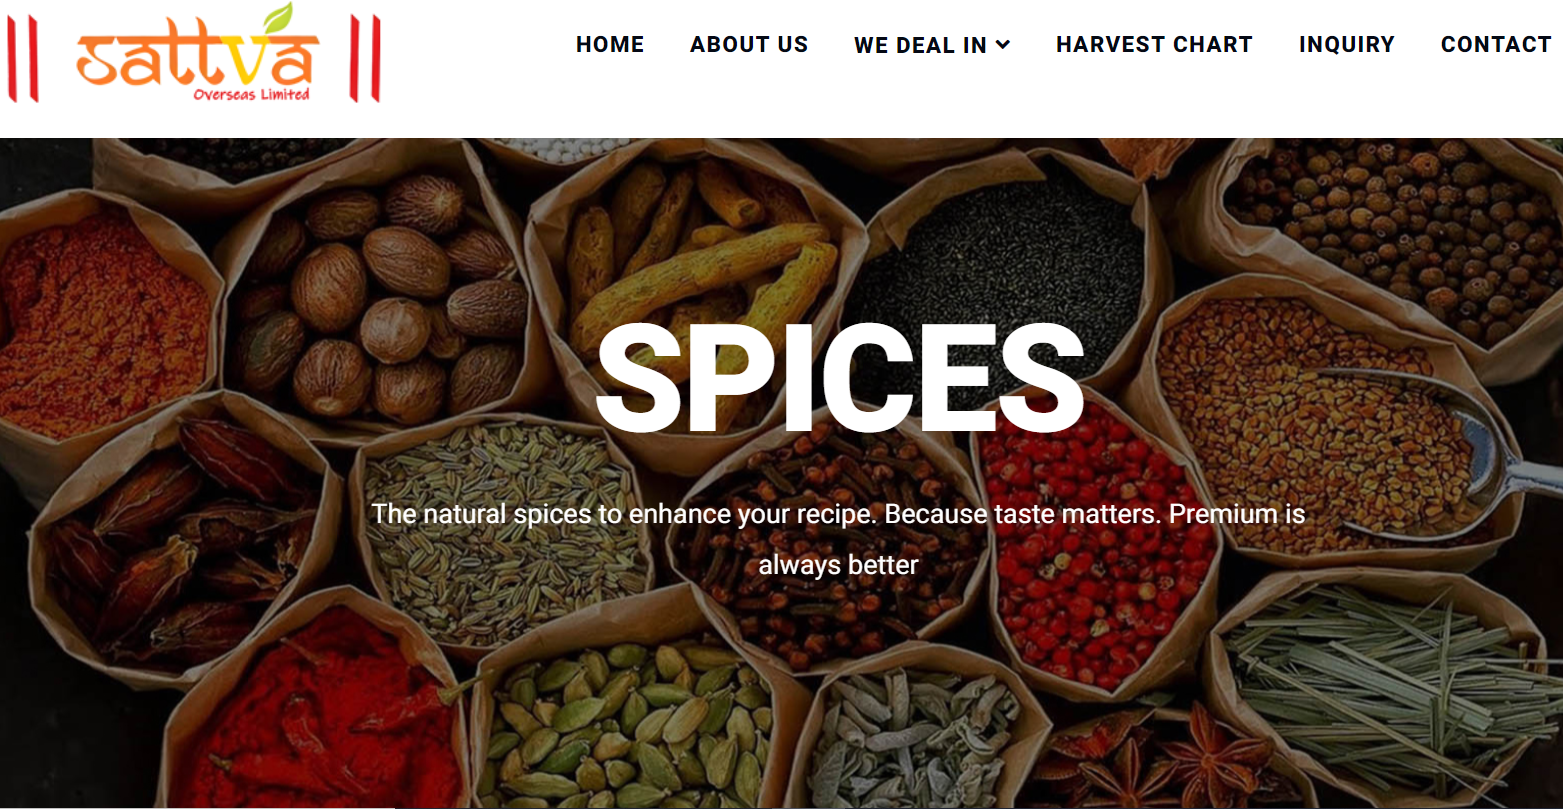 sattva
Overseas Limited
HOME ABOUT US WE DEAL IN HARVEST CHART INQUIRY CONTACT
SPICES
The natural spices to enhance your recipe. Because taste matters. Premium is
always better